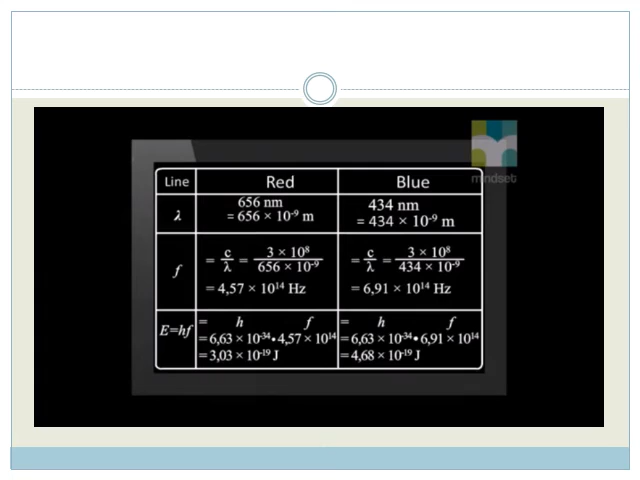 mindset
Line Red Blue
λ 656 nm 434 nm
= 656 × 10⁻⁹ m = 434 × 10⁻⁹ m
f = c/λ = 3 × 10⁸ / 656 × 10⁻⁹ = c/λ = 3 × 10⁸ / 434 × 10⁻⁹
= 4,57 × 10¹⁴ Hz = 6,91 × 10¹⁴ Hz
E=hf = h f = h f
= 6,63 × 10⁻³⁴ • 4,57 × 10¹⁴ = 6,63 × 10⁻³⁴ • 6,91 × 10¹⁴
= 3,03 × 10⁻¹⁹ J = 4,68 × 10⁻¹⁹ J